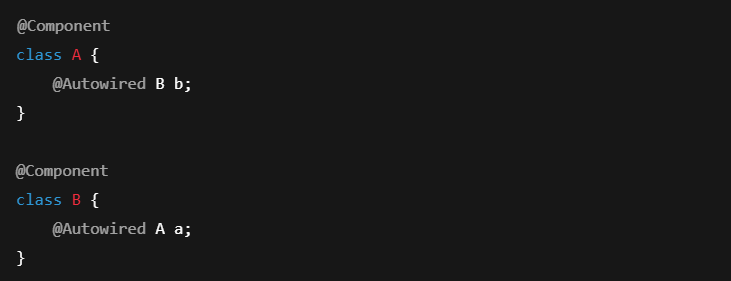 @Component
class A {
    @Autowired B b;
}

@Component
class B {
    @Autowired A a;
}